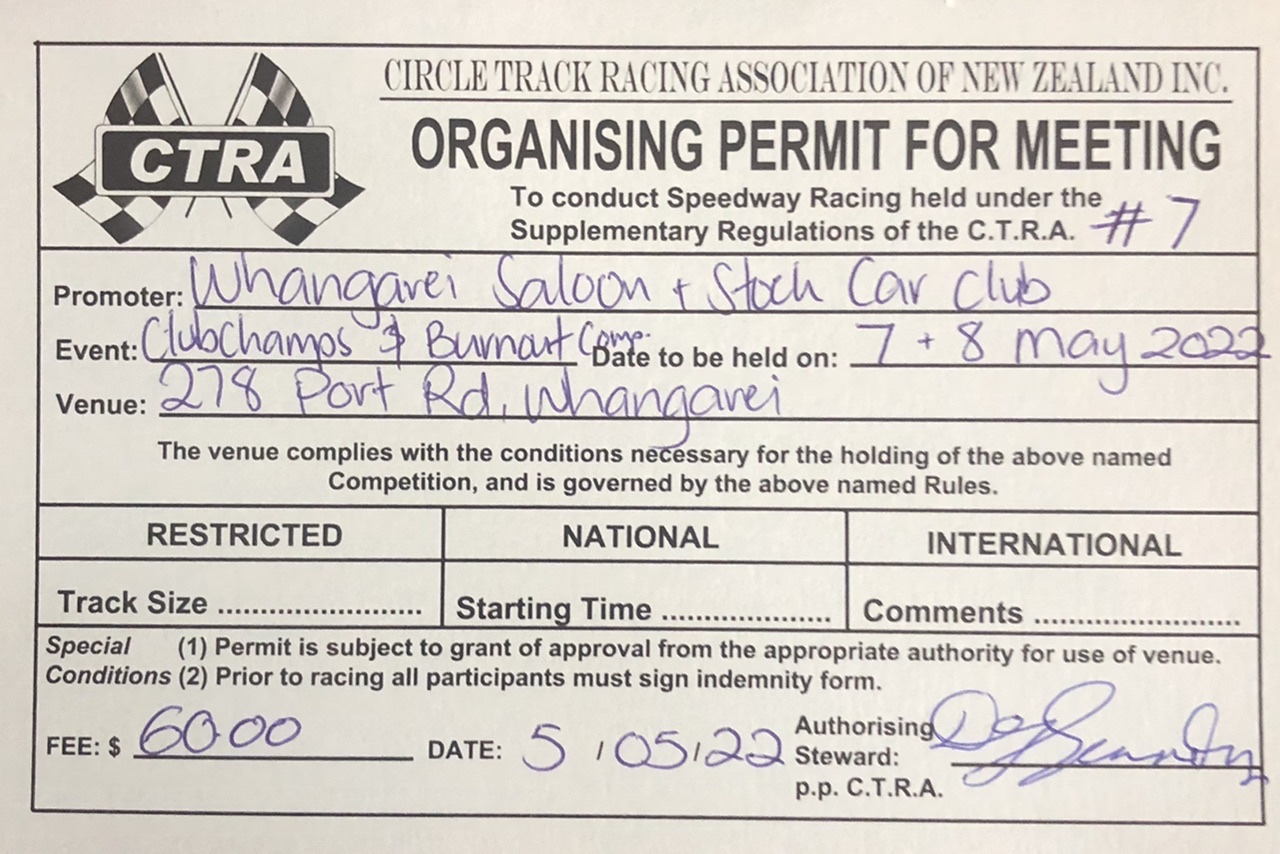 CIRCLE TRACK RACING ASSOCIATION OF NEW ZEALAND INC.
CTRA
ORGANISING PERMIT FOR MEETING
To conduct Speedway Racing held under the
Supplementary Regulations of the C.T.R.A. #7
Promoter: Whangarei Saloon + Stock Car Club
Event: Clubchamps & Burnout Comp. Date to be held on: 7 + 8 May 2022
Venue: 278 Port Rd, Whangarei
The venue complies with the conditions necessary for the holding of the above named
Competition, and is governed by the above named Rules.
RESTRICTED NATIONAL INTERNATIONAL
Track Size ........................ Starting Time .................... Comments ........................
Special (1) Permit is subject to grant of approval from the appropriate authority for use of venue.
Conditions (2) Prior to racing all participants must sign indemnity form.
Authorising
FEE: $ 60.00 DATE: 5 / 05 / 22 Steward:
p.p. C.T.R.A.